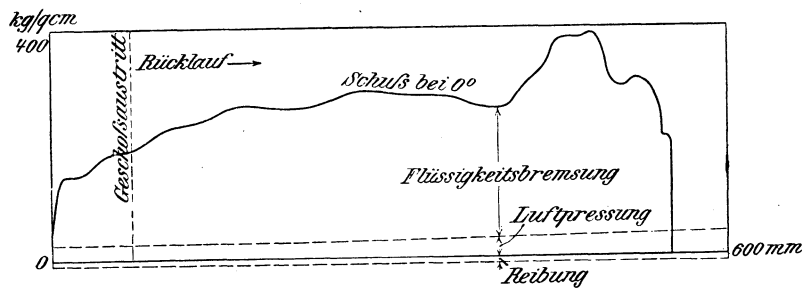 kg/qcm
400
Rücklauf →
Geschoßaustritt
Schuß bei 0°
Flüssigkeitsbremsung
Luftpressung
0
600 mm
Reibung